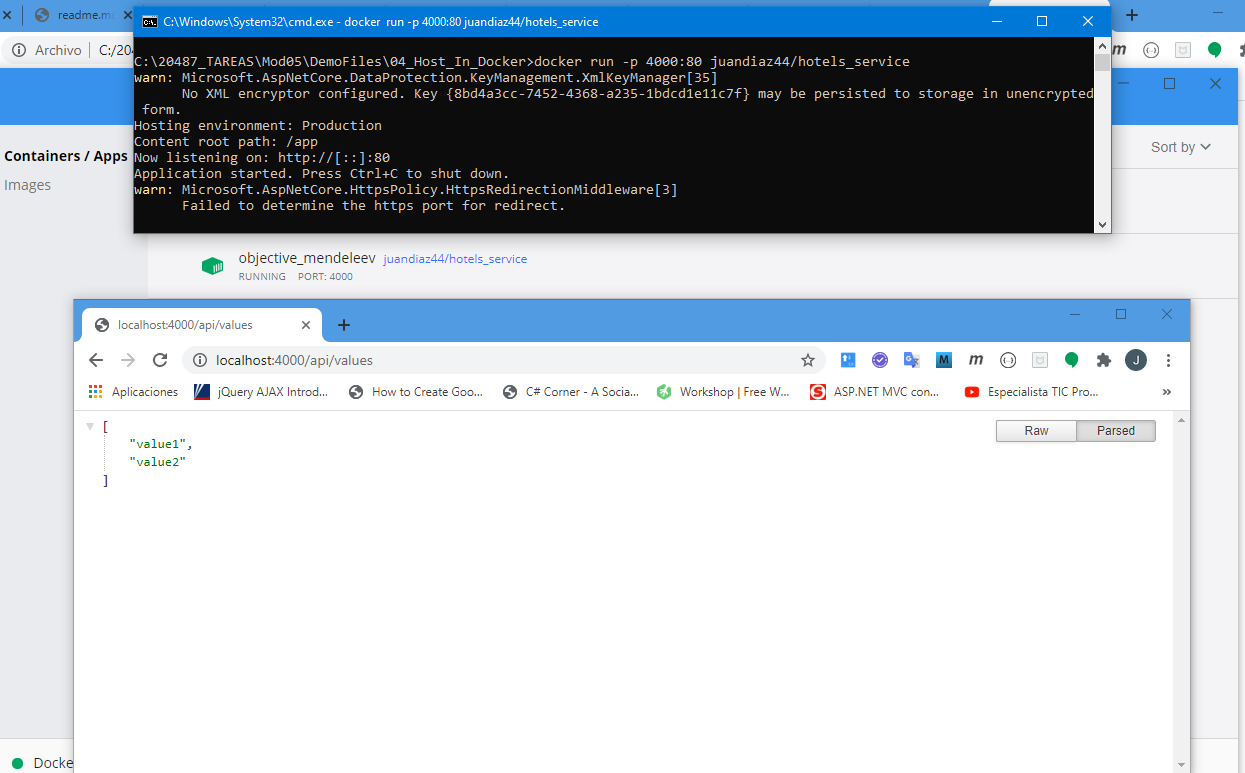 readme.m
C:\Windows\System32\cmd.exe - docker run -p 4000:80 juandiaz44/hotels_service
Archivo
C:/20
C:\20487_TAREAS\Mod05\DemoFiles\04_Host_In_Docker>docker run -p 4000:80 juandiaz44/hotels_service
warn: Microsoft.AspNetCore.DataProtection.KeyManagement.XmlKeyManager[35]
No XML encryptor configured. Key {8bd4a3cc-7452-4368-a235-1bdcd1e11c7f} may be persisted to storage in unencrypted
form.
Hosting environment: Production
Content root path: /app
Now listening on: http://[::]:80
Application started. Press Ctrl+C to shut down.
warn: Microsoft.AspNetCore.HttpsPolicy.HttpsRedirectionMiddleware[3]
Failed to determine the https port for redirect.
Containers / Apps
Images
Sort by
objective_mendeleev juandiaz44/hotels_service
RUNNING PORT: 4000
localhost:4000/api/values
localhost:4000/api/values
M m J
Aplicaciones jQuery AJAX Introd... How to Create Goo... C# Corner - A Socia... Workshop | Free W... ASP.NET MVC con... Especialista TIC Pro... »
[
"value1",
"value2"
]
Raw Parsed
Docke